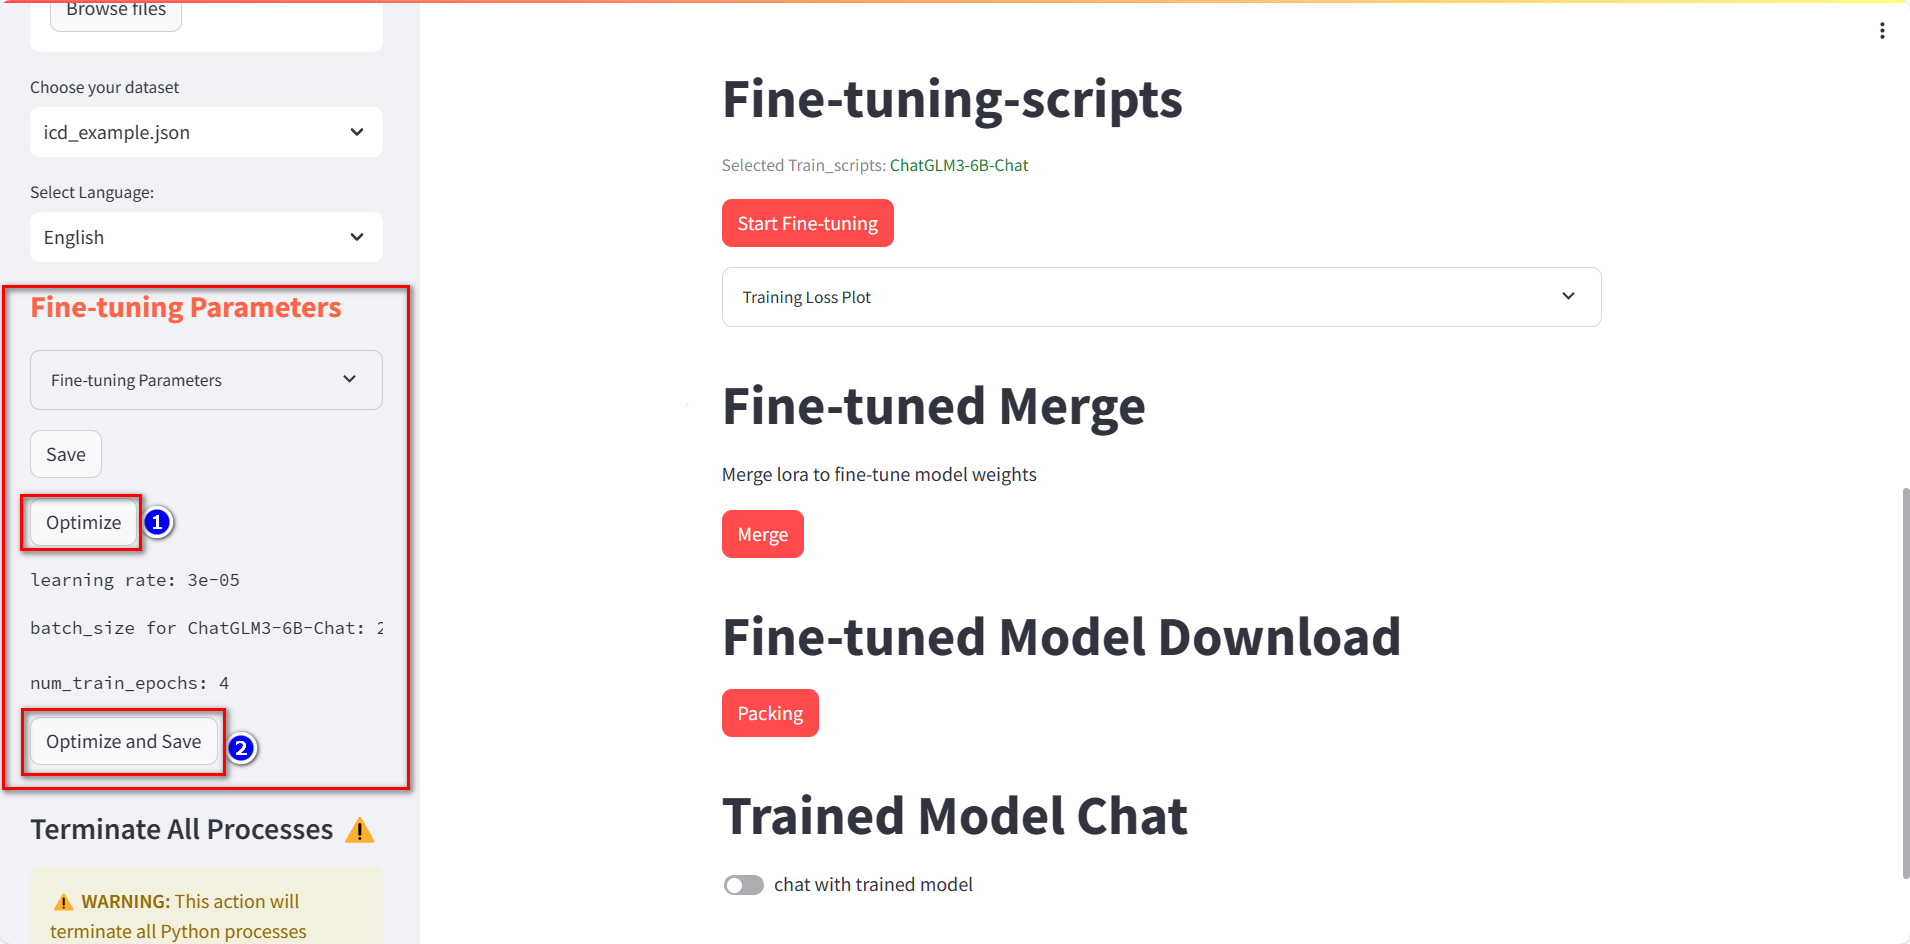 Browse files
Choose your dataset
icd_example.json
Select Language:
English
Fine-tuning Parameters
Fine-tuning Parameters
Save
Optimize
1
learning rate: 3e-05
batch_size for ChatGLM3-6B-Chat: 2
num_train_epochs: 4
Optimize and Save
2
Terminate All Processes
WARNING: This action will
terminate all Python processes
Fine-tuning-scripts
Selected Train_scripts: ChatGLM3-6B-Chat
Start Fine-tuning
Training Loss Plot
Fine-tuned Merge
Merge lora to fine-tune model weights
Merge
Fine-tuned Model Download
Packing
Trained Model Chat
chat with trained model